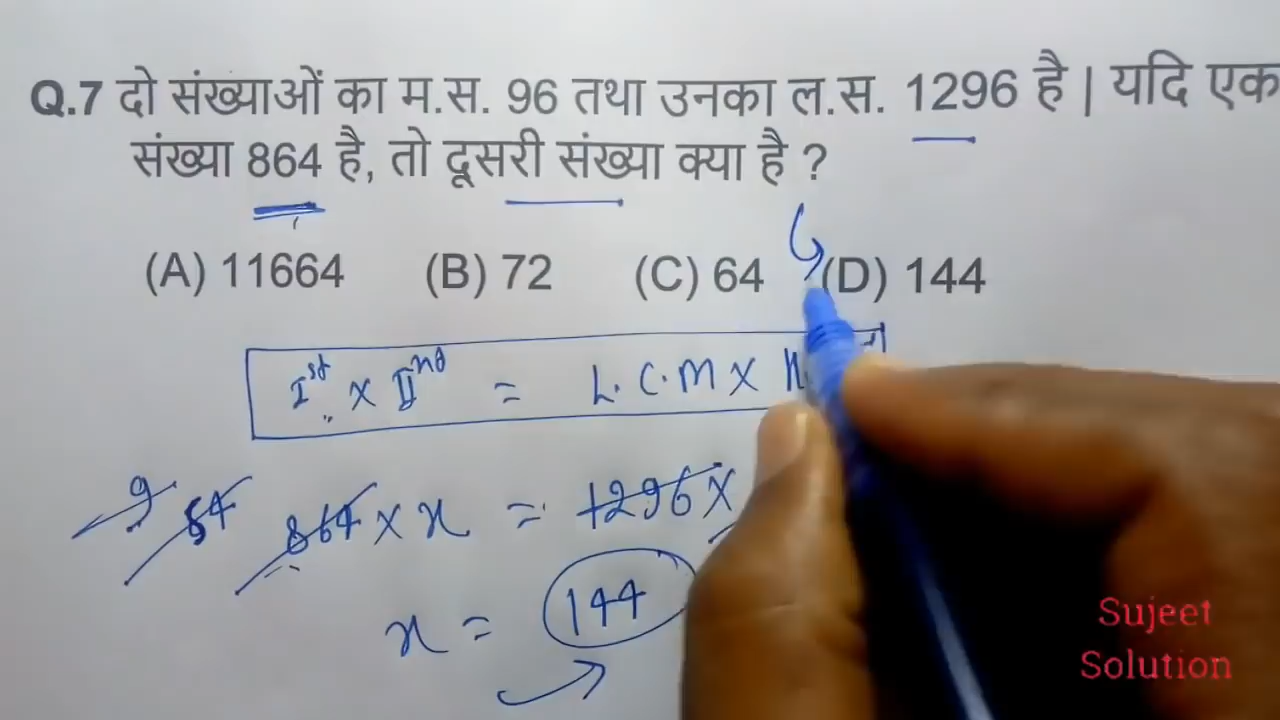 Q.7 दो संख्याओं का म.स. 96 तथा उनका ल.स. 1296 है | यदि एक
संख्या 864 है, तो दूसरी संख्या क्या है ?
(A) 11664 (B) 72 (C) 64 (D) 144
Ist x IInd = L.C.M x
9 54 864 x x = 1296 x
x = 144
Sujeet
Solution